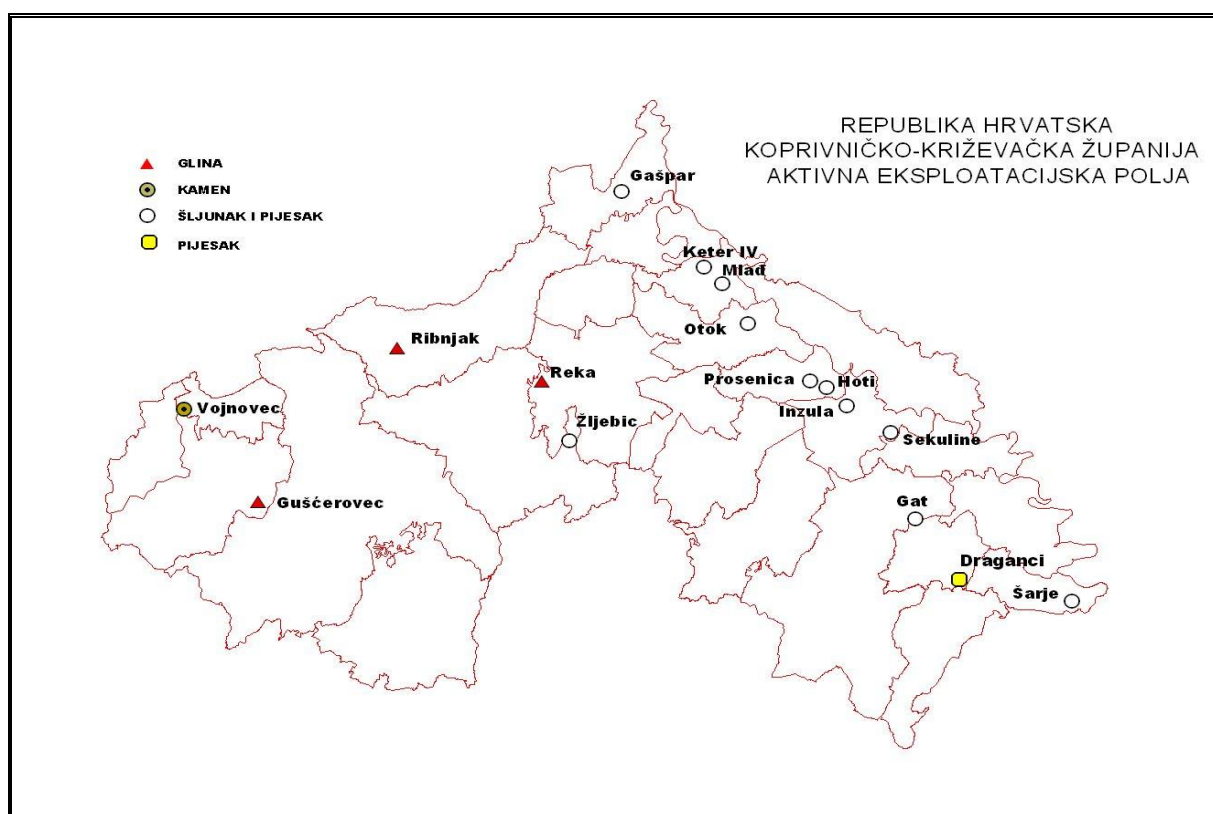 REPUBLIKA HRVATSKA
KOPRIVNIČKO-KRIŽEVAČKA ŽUPANIJA
AKTIVNA EKSPLOATACIJSKA POLJA
GLINA
KAMEN
ŠLJUNAK I PIJESAK
PIJESAK
Gašpar
Keter IV
Mlađ
Otok
Ribnjak
Reka
Prosenica
Hoti
Inzula
Vojnovec
Žljebic
Sekuline
Gušćerovec
Gat
Draganci
Šarje